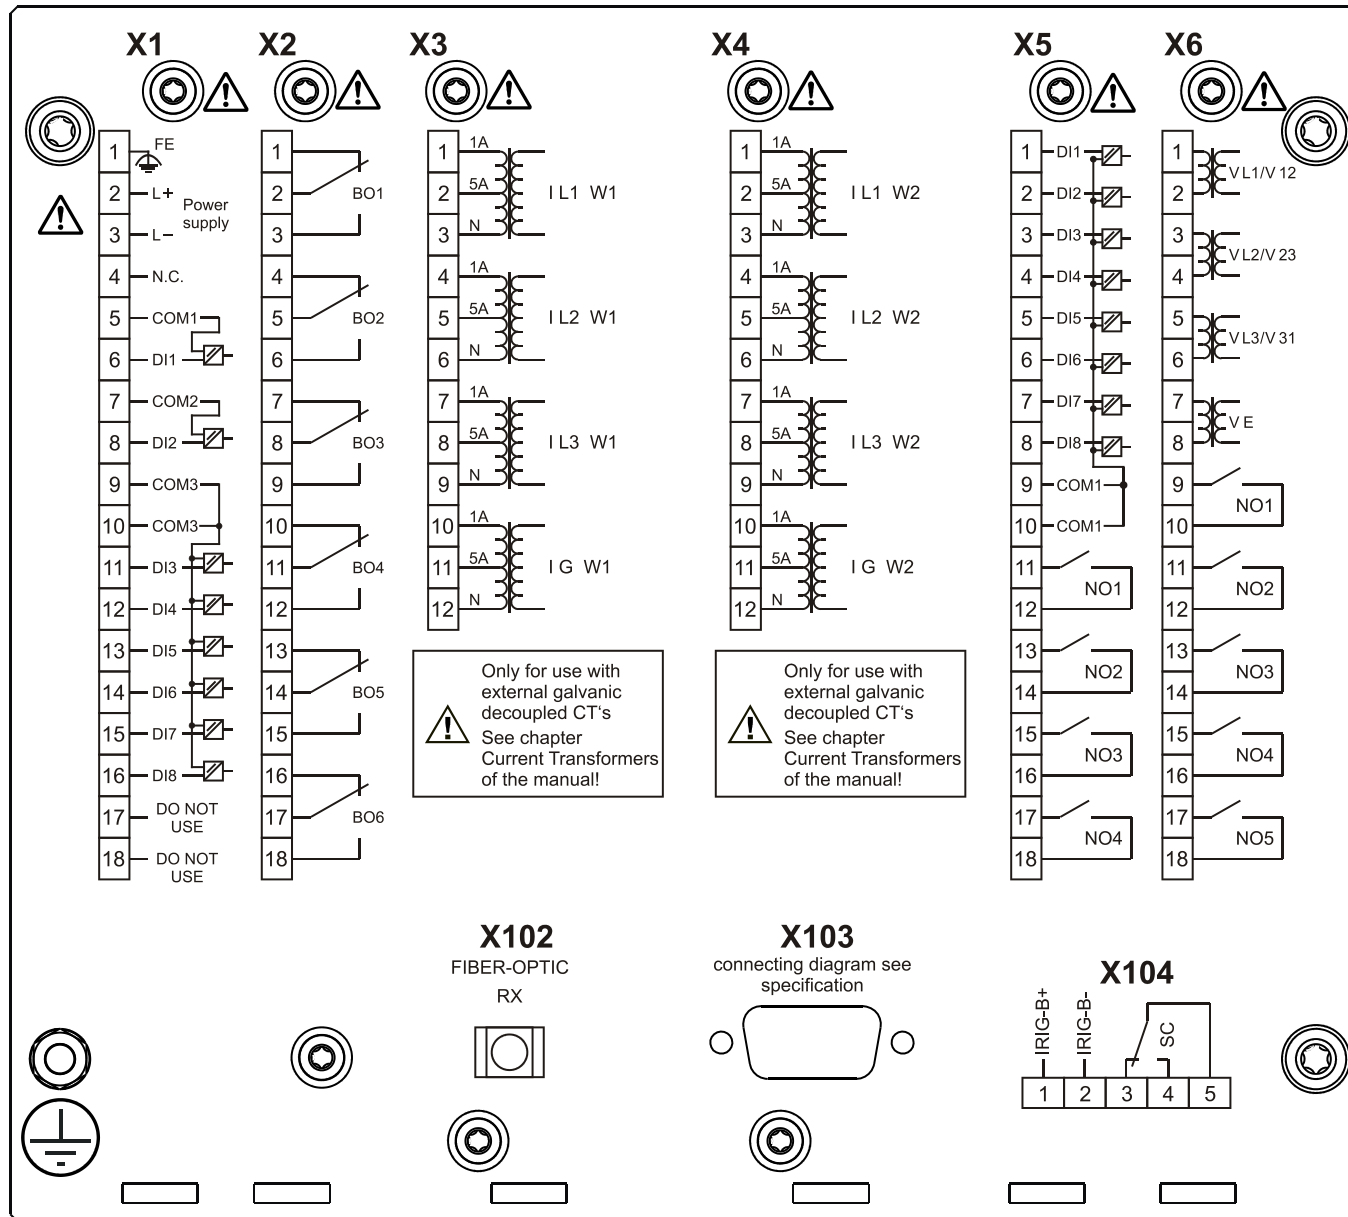 X1 X2 X3 X4 X5 X6
1 FE 1 1 1A 1 1A 1 DI1 1
VL1/V12
2 L+ 2 BO1 2 5A I L1 W1 2 5A I L1 W2 2 DI2 2
Power
supply
3 L− 3 3 N 3 N 3 DI3 3
VL2/V 23
4 N.C. 4 4 1A 4 1A 4 DI4 4
5 COM1 5 BO2 5 5A I L2 W1 5 5A I L2 W2 5 DI5 5
VL3/V 31
6 DI1 6 6 N 6 N 6 DI6 6
7 COM2 7 7 1A 7 1A 7 DI7 7
V E
8 DI2 8 BO3 8 5A I L3 W1 8 5A I L3 W2 8 DI8 8
9 COM3 9 9 N 9 N 9 COM1 9
NO1
10 COM3 10 10 1A 10 1A 10 COM1 10
11 DI3 11 BO4 11 5A I G W1 11 5A I G W2 11 11
NO1 NO2
12 DI4 12 12 N 12 N 12 12
13 DI5 13 13 13
NO2 NO3
14 DI6 14 BO5 14 14
15 DI7 15 15 15
NO3 NO4
16 DI8 16 16 16
17 DO NOT 17 BO6 17 17
USE
NO4 NO5
18 DO NOT 18 18 18
USE
Only for use with
external galvanic
decoupled CT‘s
See chapter
Current Transformers
of the manual!
Only for use with
external galvanic
decoupled CT‘s
See chapter
Current Transformers
of the manual!
X102
FIBER-OPTIC
RX
X103
connecting diagram see
specification
X104
IRIG-B+
IRIG-B-
SC
1 2 3 4 5